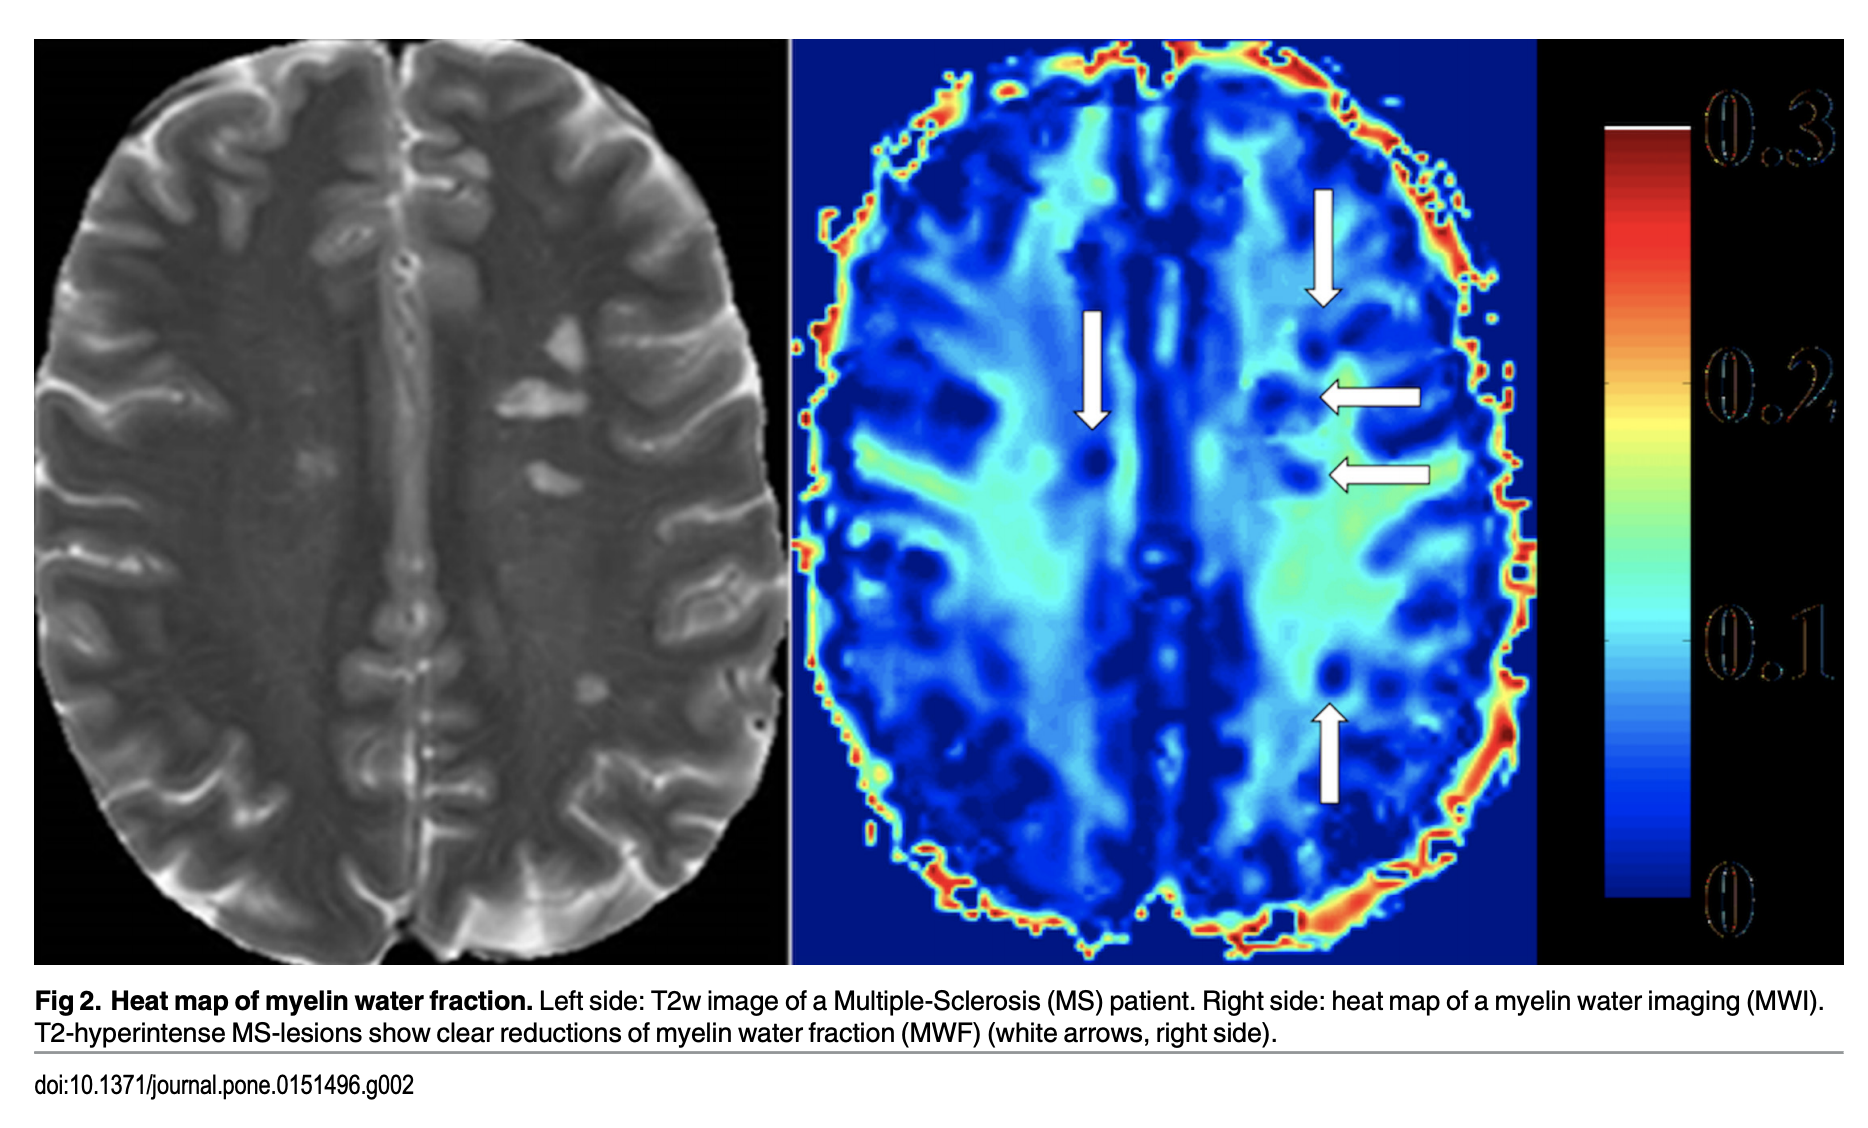 0.3
0.2
0.1
0
Fig 2. Heat map of myelin water fraction. Left side: T2w image of a Multiple-Sclerosis (MS) patient. Right side: heat map of a myelin water imaging (MWI).
T2-hyperintense MS-lesions show clear reductions of myelin water fraction (MWF) (white arrows, right side).
doi:10.1371/journal.pone.0151496.g002